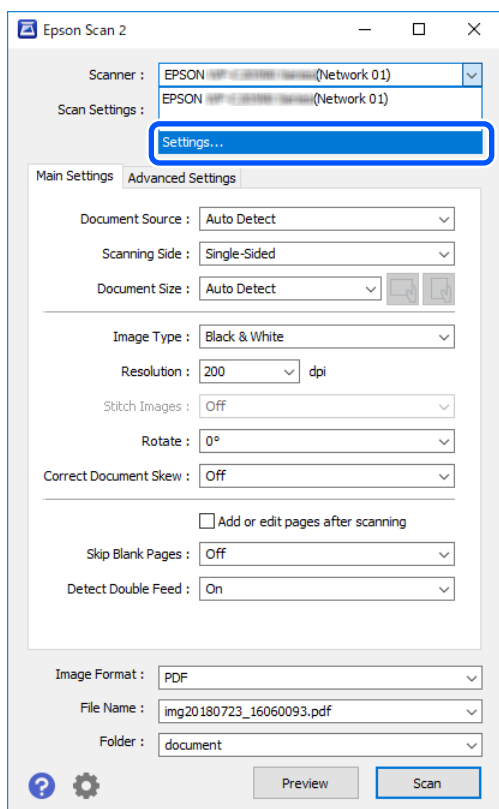 Epson Scan 2
Scanner : EPSON (Network 01)
EPSON (Network 01)
Scan Settings :
Settings...
Main Settings Advanced Settings
Document Source : Auto Detect
Scanning Side : Single-Sided
Document Size : Auto Detect
Image Type : Black & White
Resolution : 200 dpi
Stitch Images : Off
Rotate : 0°
Correct Document Skew : Off
Add or edit pages after scanning
Skip Blank Pages : Off
Detect Double Feed : On
Image Format : PDF
File Name : img20180723_16060093.pdf
Folder : document
? Preview Scan